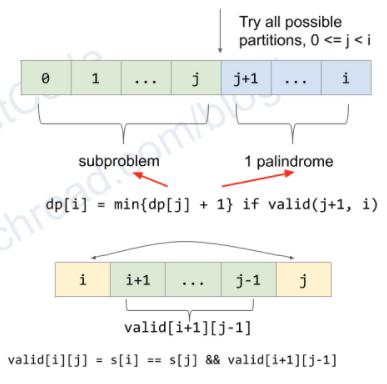 Try all possible
partitions, 0 <= j < i
0 1 ... j j+1 ... i
subproblem 1 palindrome
dp[i] = min{dp[j] + 1} if valid(j+1, i)
i i+1 ... j-1 j
valid[i+1][j-1]
valid[i][j] = s[i] == s[j] && valid[i+1][j-1]